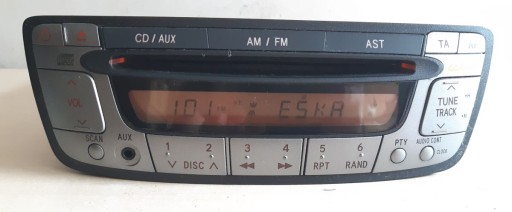 CD / AUX AM / FM AST TA
VOL 101 : ESKA TUNE
TRACK
SCAN AUX 1 2 3 4 5 6 PTY AUDIO CONT
DISC RPT RAND CLOCK